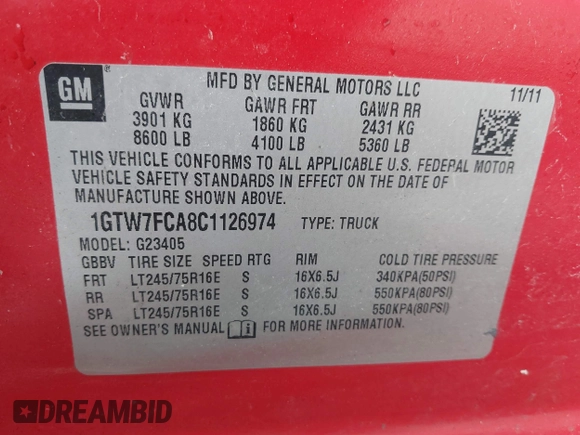 GM
MFD BY GENERAL MOTORS LLC 11/11
GVWR GAWR FRT GAWR RR
3901 KG 1860 KG 2431 KG
8600 LB 4100 LB 5360 LB
THIS VEHICLE CONFORMS TO ALL APPLICABLE U.S. FEDERAL MOTOR
VEHICLE SAFETY STANDARDS IN EFFECT ON THE DATE OF
MANUFACTURE SHOWN ABOVE.
1GTW7FCA8C1126974 TYPE: TRUCK
MODEL: G23405
GBBV TIRE SIZE SPEED RTG RIM COLD TIRE PRESSURE
FRT LT245/75R16E S 16X6.5J 340KPA(50PSI)
RR LT245/75R16E S 16X6.5J 550KPA(80PSI)
SPA LT245/75R16E S 16X6.5J 550KPA(80PSI)
SEE OWNER'S MANUAL i FOR MORE INFORMATION.
DREAMBID